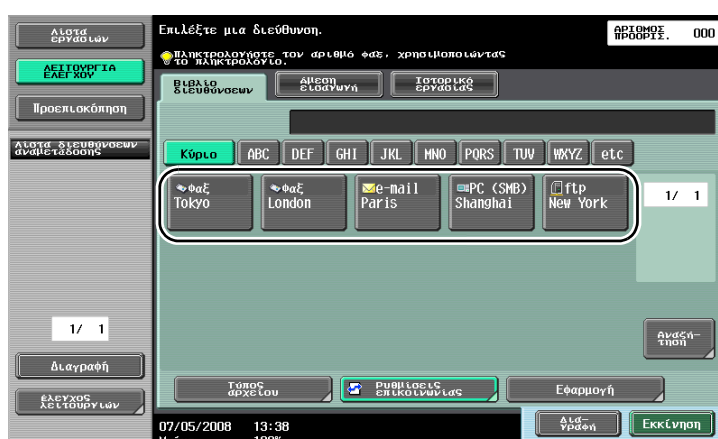 Λίστα
εργασιών
Επιλέξτε μια διεύθυνση.
ΑΡΙΘΜΟΣ
ΠΡΟΟΡΙΣ. 000
ΛΕΙΤΟΥΡΓΙΑ
ΕΛΕΓΧΟΥ
Πληκτρολογήστε τον αριθμό φαξ, χρησιμοποιώντας
το πληκτρολόγιο.
Βιβλίο
διευθύνσεων
Άμεση
εισαγωγή
Ιστορικό
εργασίας
Προεπισκόπηση
Λίστα διευθύνσεων
αναμετάδοσης
Κύριο ABC DEF GHI JKL MNO PQRS TUV WXYZ etc
Φαξ
Tokyo
Φαξ
London
e-mail
Paris
PC (SMB)
Shanghai
ftp
New York
1/ 1
1/ 1
Αναζή-
τηση
Διαγραφή
Τύπος
αρχείου
Ρυθμίσεις
επικοινωνίας
Εφαρμογή
έλεγχος
λειτουργιών
07/05/2008 13:38
Δια-
γραφή
Εκκίνηση